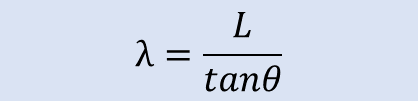 λ = L / tanθ